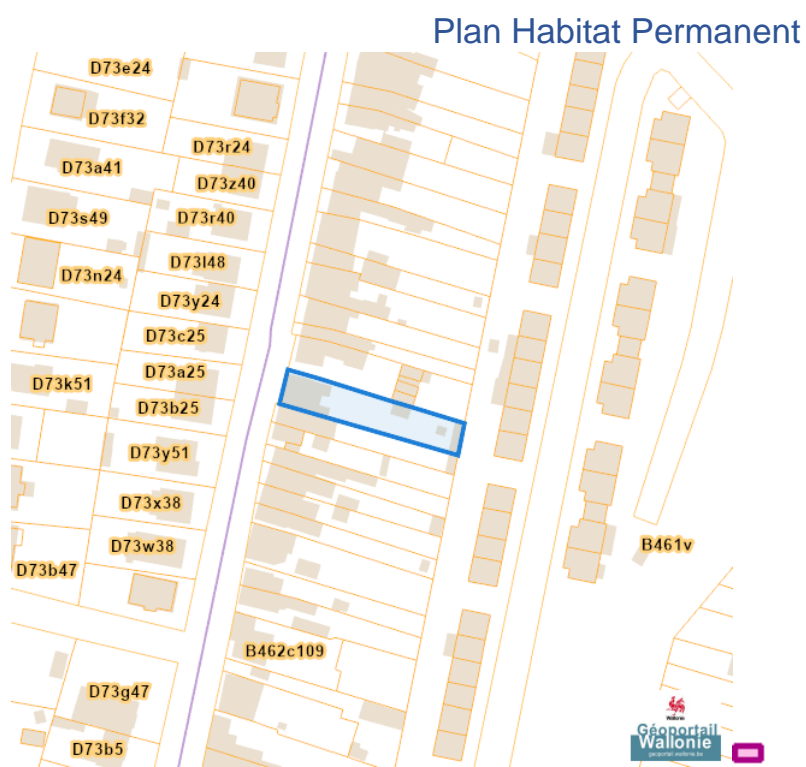 Plan Habitat Permanent
D73e24
D73f32
D73r24
D73a41
D73z40
D73s49
D73r40
D73l48
D73n24
D73y24
D73c25
D73a25
D73k51
D73b25
D73y51
D73x38
D73w38
B461v
D73b47
B462c109
D73g47
D73b5
Wallonie
Géoportail
Wallonie
geoportail.wallonie.be